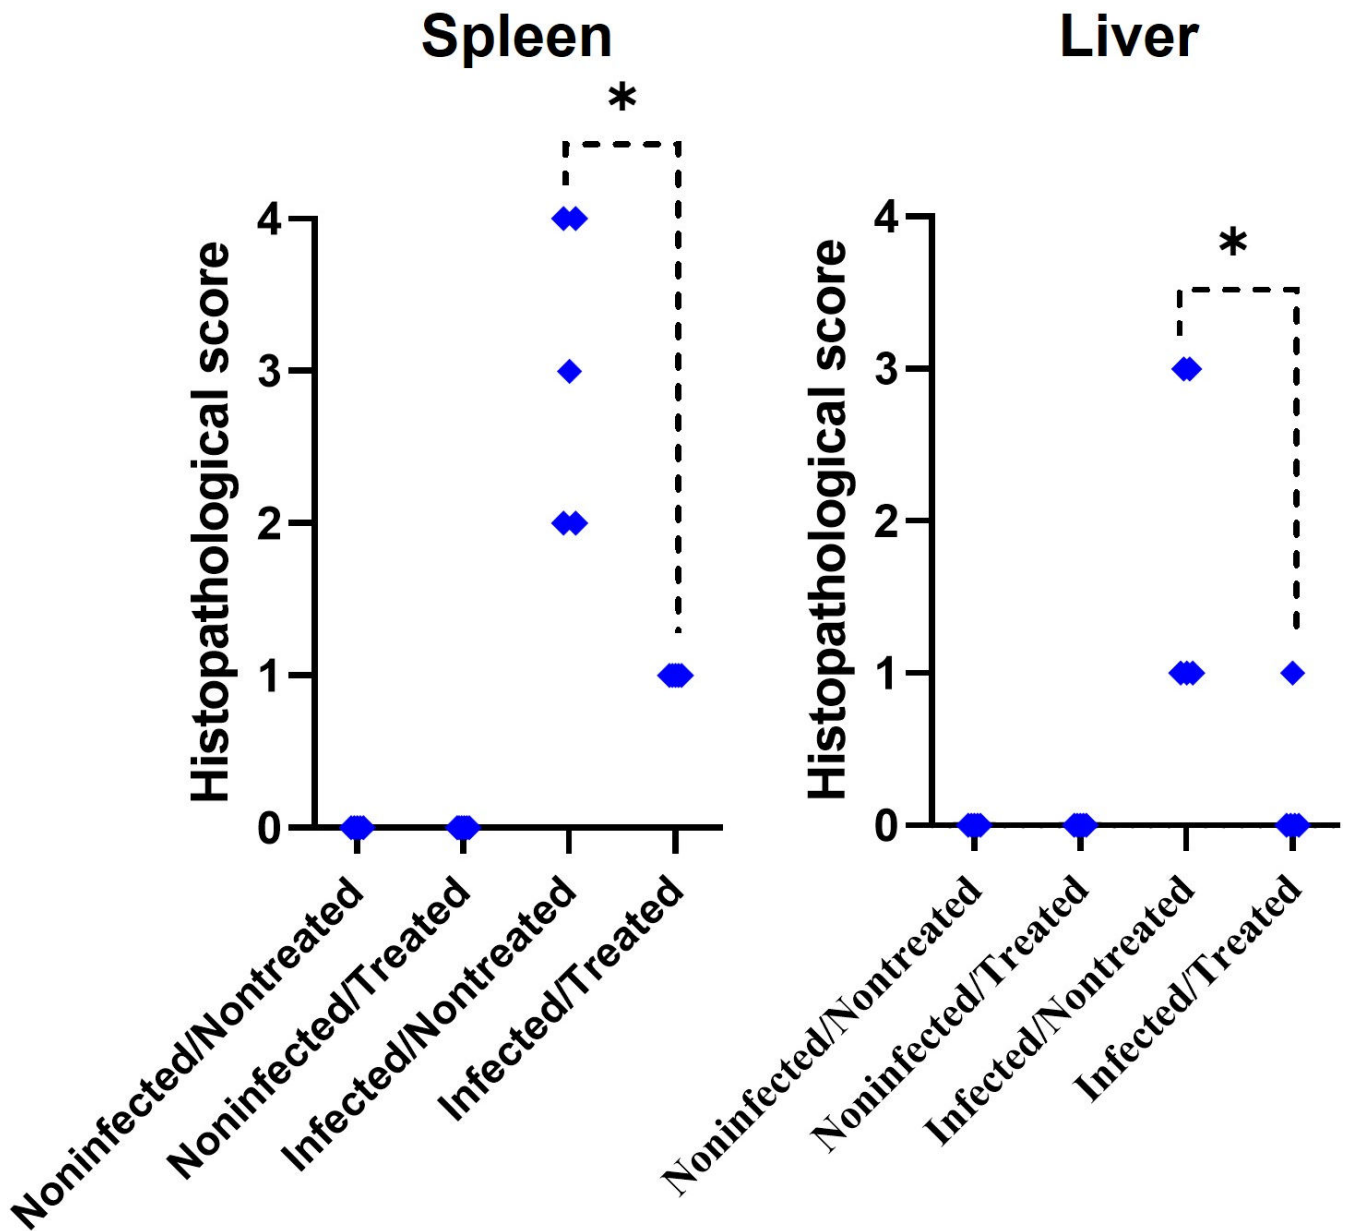 Spleen
*
Histopathological score
4
3
2
1
0
Noninfected/Nontreated
Noninfected/Treated
Infected/Nontreated
Infected/Treated
Liver
*
Histopathological score
4
3
2
1
0
Noninfected/Nontreated
Noninfected/Treated
Infected/Nontreated
Infected/Treated